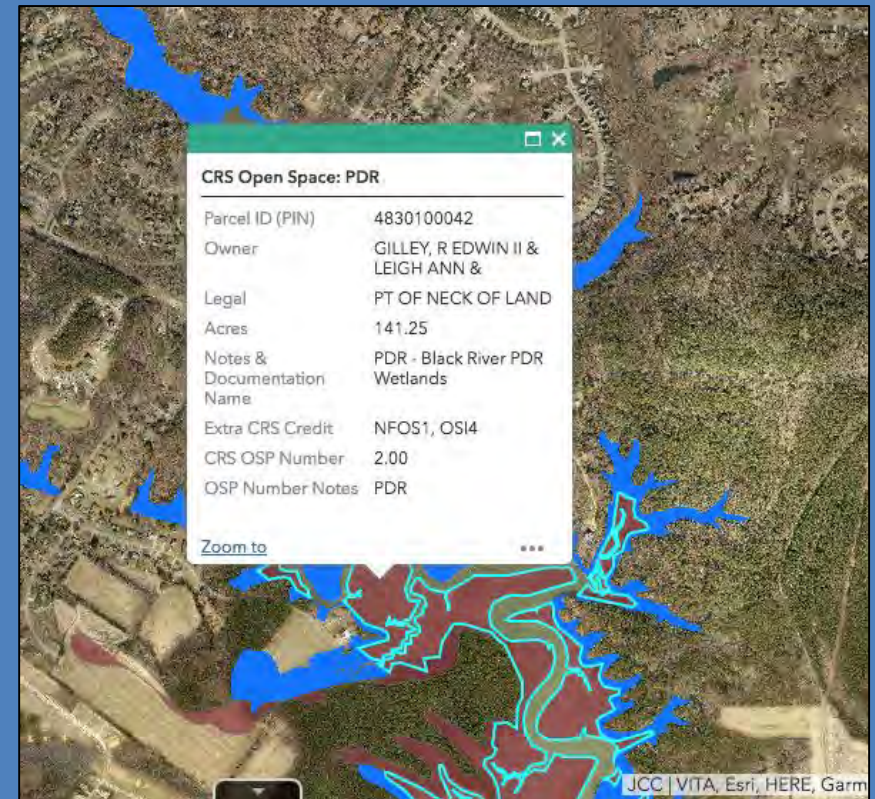 CRS Open Space: PDR
Parcel ID (PIN) 4830100042
Owner GILLEY, R EDWIN II &
LEIGH ANN &
Legal PT OF NECK OF LAND
Acres 141.25
Notes & PDR - Black River PDR
Documentation Wetlands
Name
Extra CRS Credit NFOS1, OSI4
CRS OSP Number 2.00
OSP Number Notes PDR
Zoom to
JCC | VITA, Esri, HERE, Garm